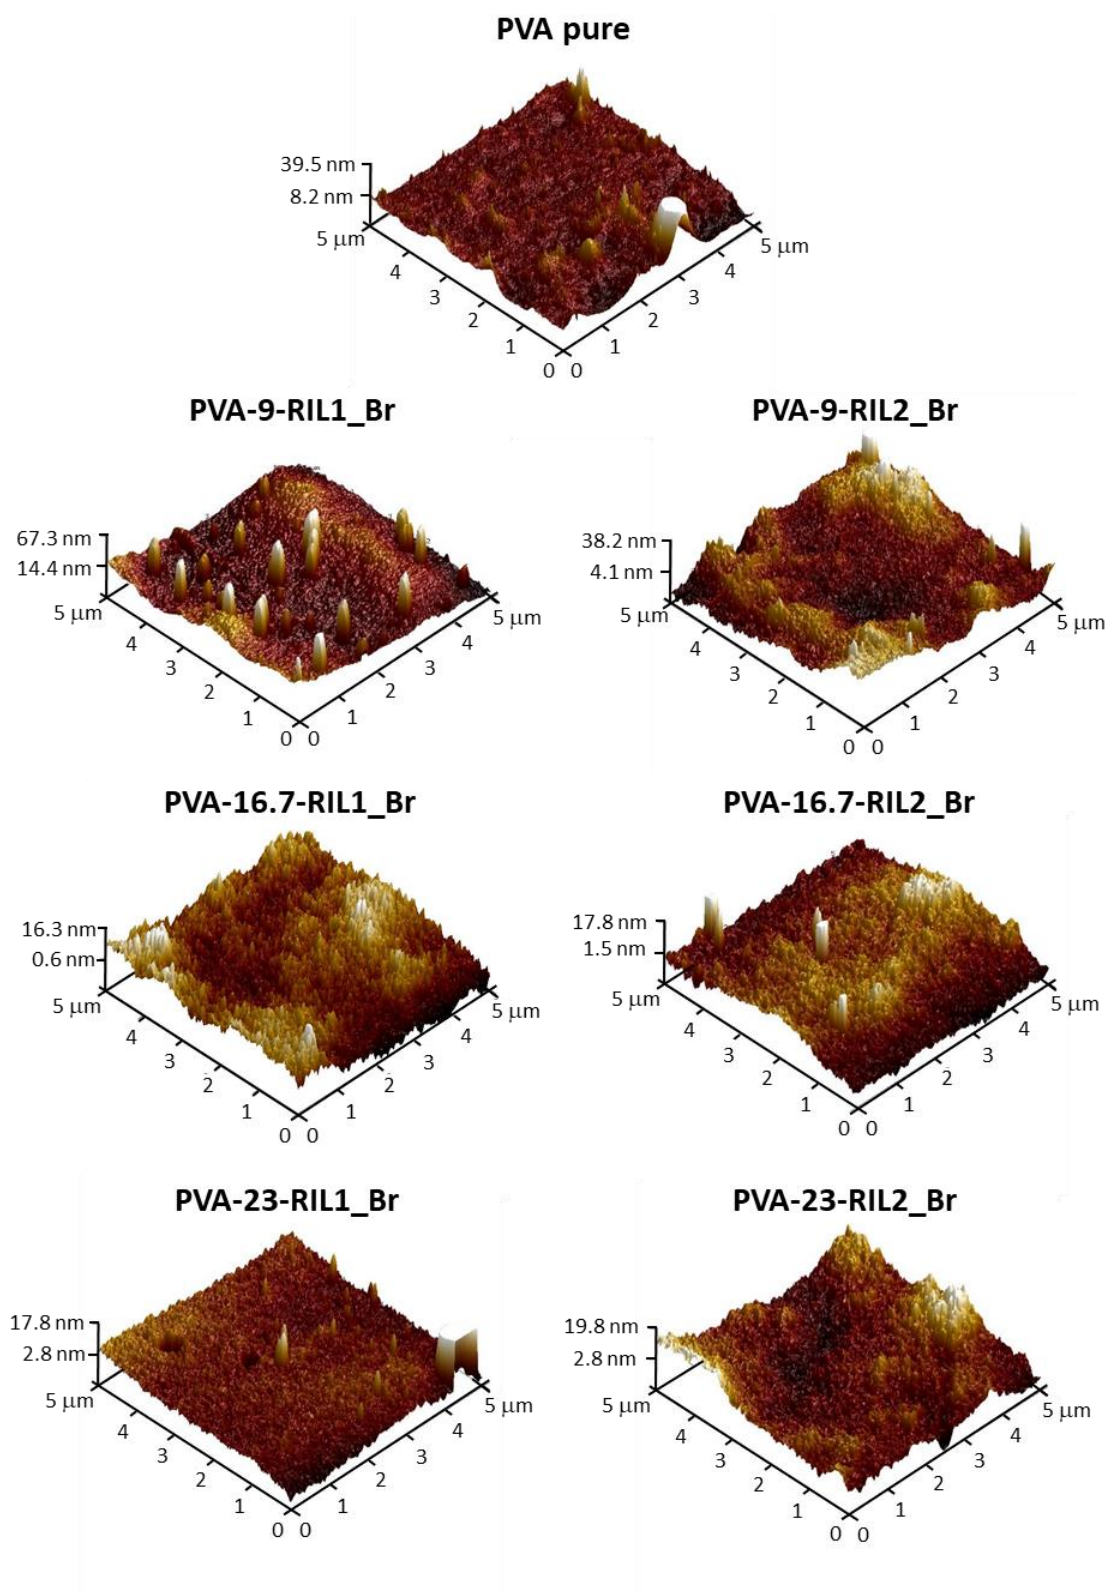 PVA pure
39.5 nm
8.2 nm
5 μm
4
3
2
1
0 0
1
2
3
4
5 μm
PVA-9-RIL1_Br
67.3 nm
14.4 nm
5 μm
4
3
2
1
0 0
1
2
3
4
5 μm
PVA-9-RIL2_Br
38.2 nm
4.1 nm
5 μm
4
3
2
1
0 0
1
2
3
4
5 μm
PVA-16.7-RIL1_Br
16.3 nm
0.6 nm
5 μm
4
3
2
1
0 0
1
2
3
4
5 μm
PVA-16.7-RIL2_Br
17.8 nm
1.5 nm
5 μm
4
3
2
1
0 0
1
2
3
4
5 μm
PVA-23-RIL1_Br
17.8 nm
2.8 nm
5 μm
4
3
2
1
0 0
1
2
3
4
5 μm
PVA-23-RIL2_Br
19.8 nm
2.8 nm
5 μm
4
3
2
1
0 0
1
2
3
4
5 μm